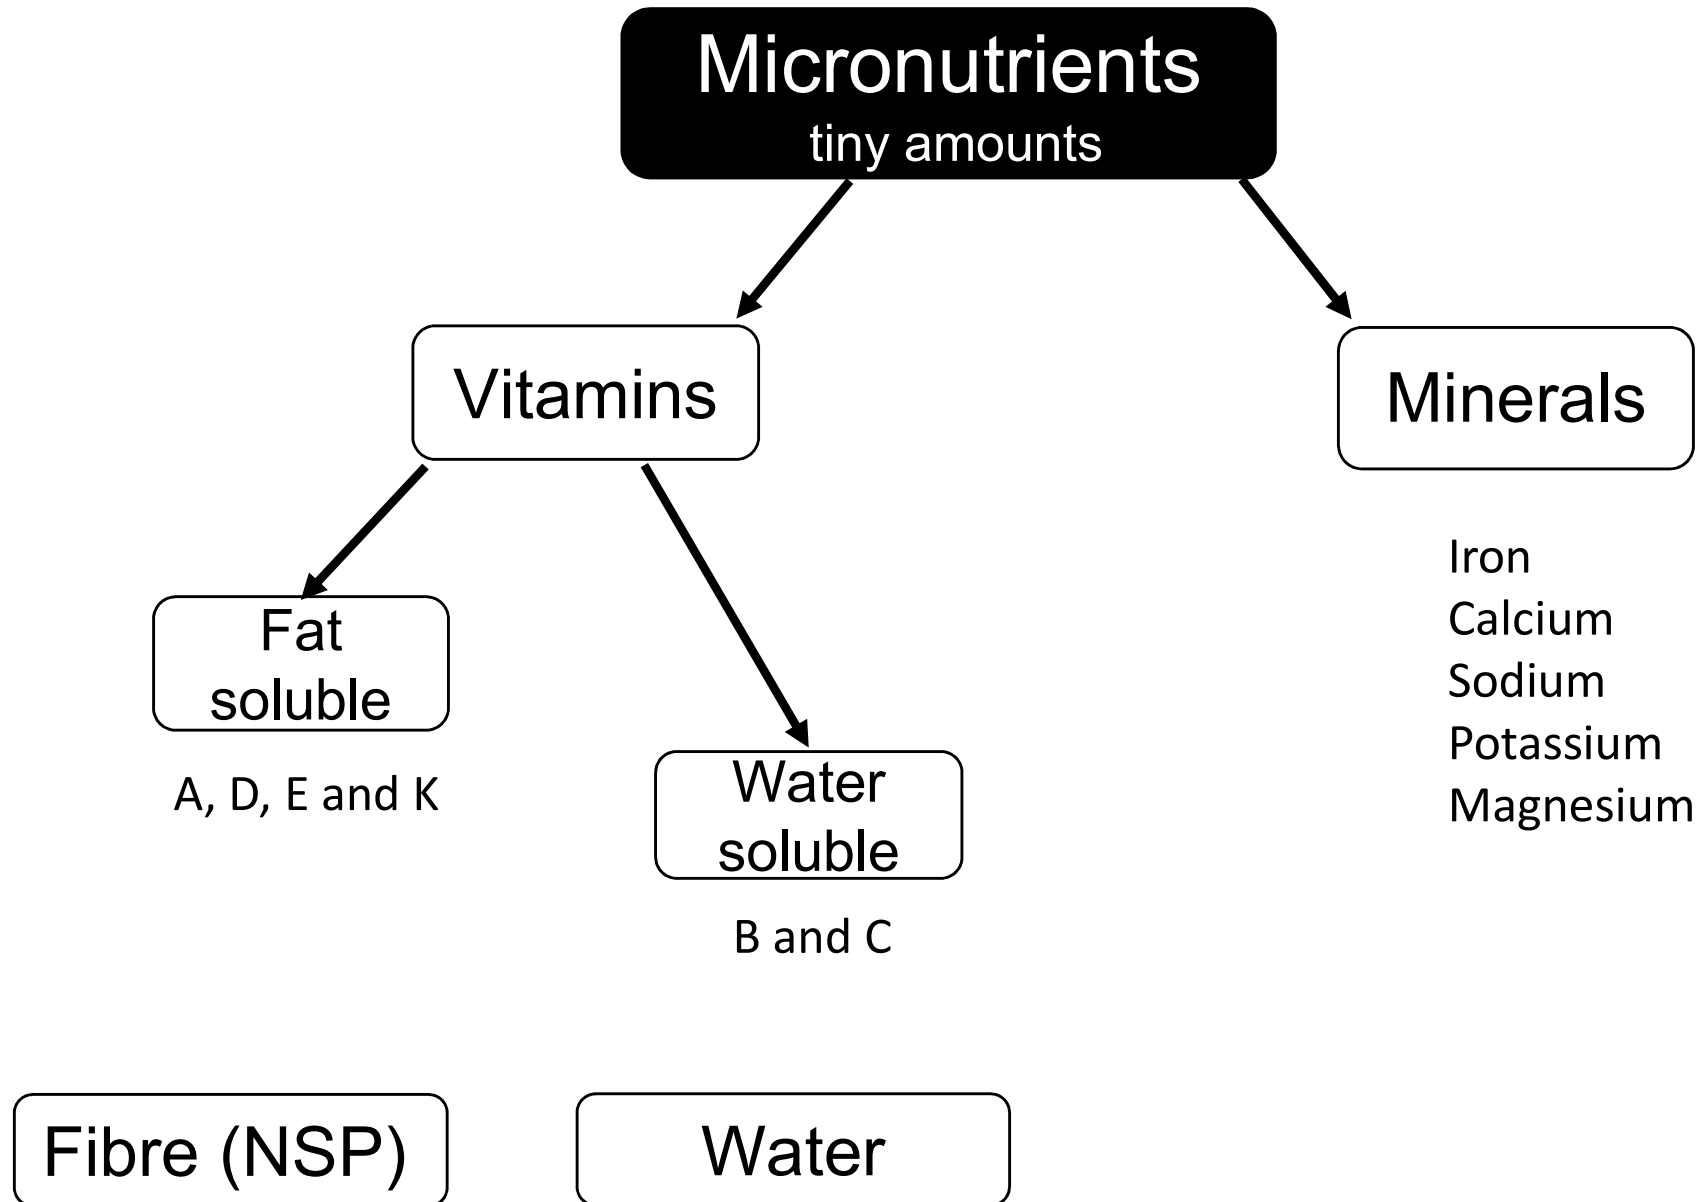 Micronutrients
tiny amounts
Vitamins
Minerals
Fat
soluble
A, D, E and K
Water
soluble
B and C
Iron
Calcium
Sodium
Potassium
Magnesium
Fibre (NSP)
Water